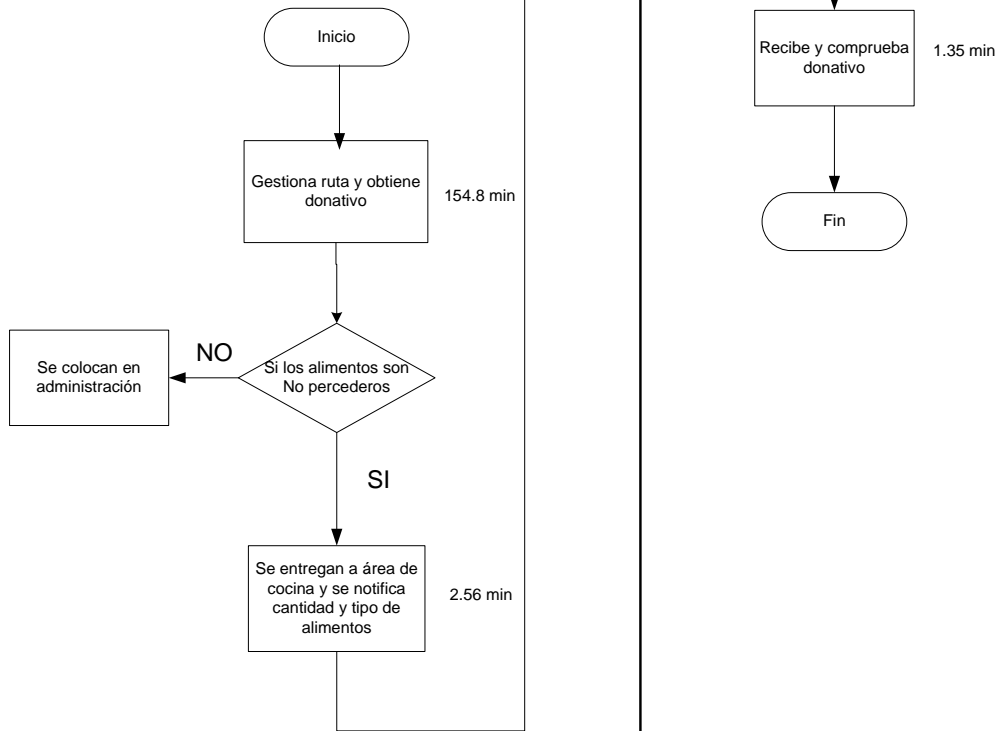 Inicio
Gestiona ruta y obtiene
donativo
154.8 min
Si los alimentos son
No percederos
NO
Se colocan en
administración
SI
Se entregan a área de
cocina y se notifica
cantidad y tipo de
alimentos
2.56 min
Recibe y comprueba
donativo
1.35 min
Fin